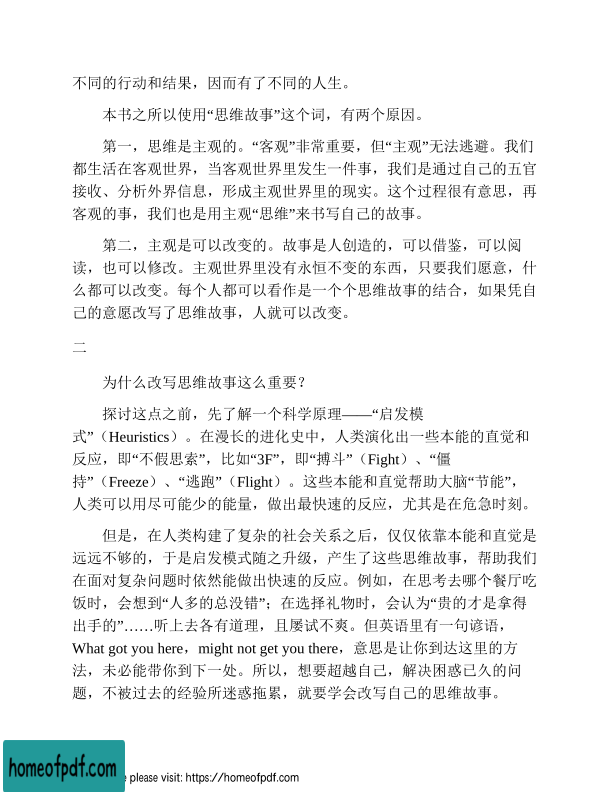 不同的行动和结果，因而有了不同的人生。
本书之所以使用“思维故事”这个词，有两个原因。
第一，思维是主观的。“客观”非常重要，但“主观”无法逃避。我们
都生活在客观世界，当客观世界里发生一件事，我们是通过自己的五官
接收、分析外界信息，形成主观世界里的现实。这个过程很有意思，再
客观的事，我们也是用主观“思维”来书写自己的故事。
第二，主观是可以改变的。故事是人创造的，可以借鉴，可以阅
读，也可以修改。主观世界里没有永恒不变的东西，只要我们愿意，什
么都可以改变。每个人都可以看作是一个个思维故事的结合，如果凭自
己的意愿改写了思维故事，人就可以改变。
二
为什么改写思维故事这么重要？
探讨这点之前，先了解一个科学原理——“启发模
式”（Heuristics）。在漫长的进化史中，人类演化出一些本能的直觉和
反应，即“不假思索”，比如“3F”，即“搏斗”（Fight）、“僵
持”（Freeze）、“逃跑”（Flight）。这些本能和直觉帮助大脑“节能”，
人类可以用尽可能少的能量，做出最快速的反应，尤其是在危急时刻。
但是，在人类构建了复杂的社会关系之后，仅仅依靠本能和直觉是
远远不够的，于是启发模式随之升级，产生了这些思维故事，帮助我们
在面对复杂问题时依然能做出快速的反应。例如，在思考去哪个餐厅吃
饭时，会想到“人多的总没错”；在选择礼物时，会认为“贵的才是拿得
出手的”……听上去各有道理，且屡试不爽。但英语里有一句谚语，
What got you here，might not get you there，意思是让你到达这里的方
法，未必能带你到下一处。所以，想要超越自己，解决困惑已久的问
题，不被过去的经验所迷惑拖累，就要学会改写自己的思维故事。
homeofpdf.com
e please visit: https://homeofpdf.com